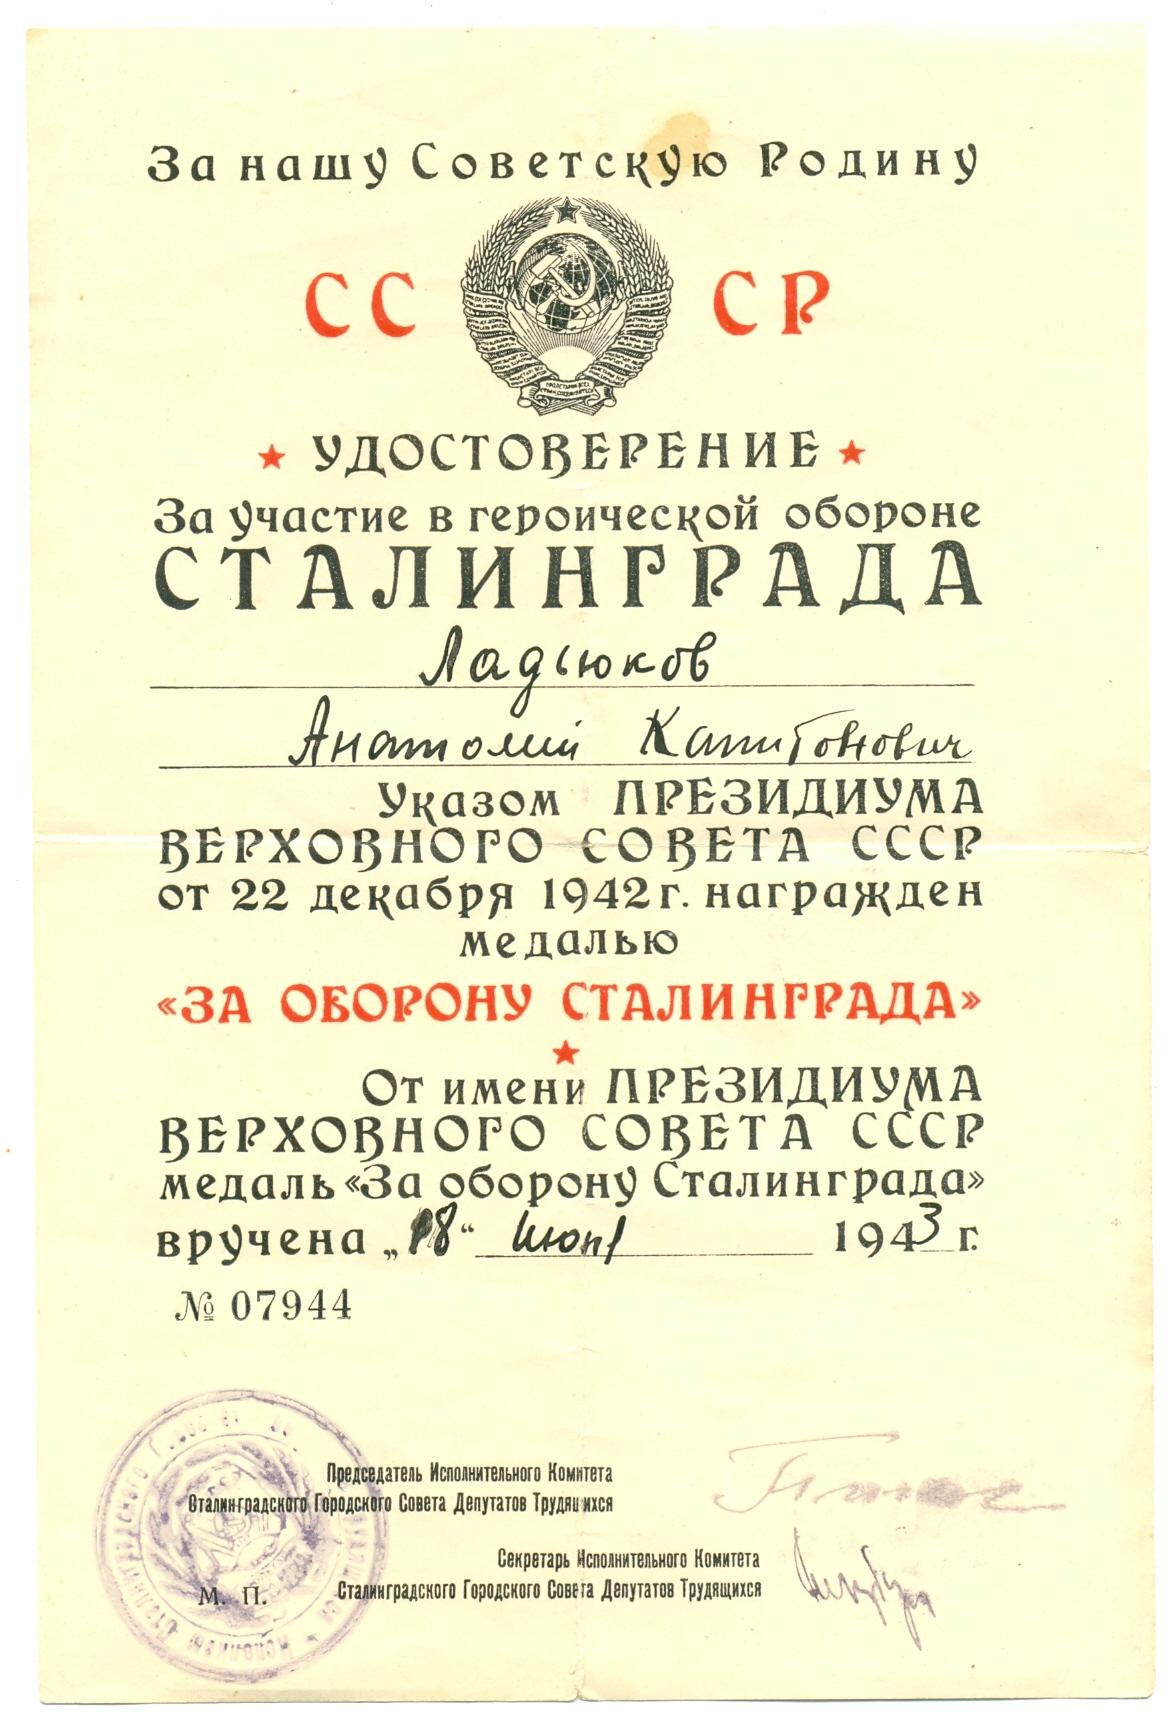 За нашу Советскую Родину
СССР
УДОСТОВЕРЕНИЕ
За участие в героической обороне
СТАЛИНГРАДА
Ладьюков
Анатолий Капитонович
Указом ПРЕЗИДИУМА
ВЕРХОВНОГО СОВЕТА СССР
от 22 декабря 1942 г. награжден
медалью
«ЗА ОБОРОНУ СТАЛИНГРАДА»
От имени ПРЕЗИДИУМА
ВЕРХОВНОГО СОВЕТА СССР
медаль «За оборону Сталинграда»
вручена „18“ июня 1943 г.
№ 07944
Председатель Исполнительного Комитета
Сталинградского Городского Совета Депутатов Трудящихся
Секретарь Исполнительного Комитета
Сталинградского Городского Совета Депутатов Трудящихся
М. П.